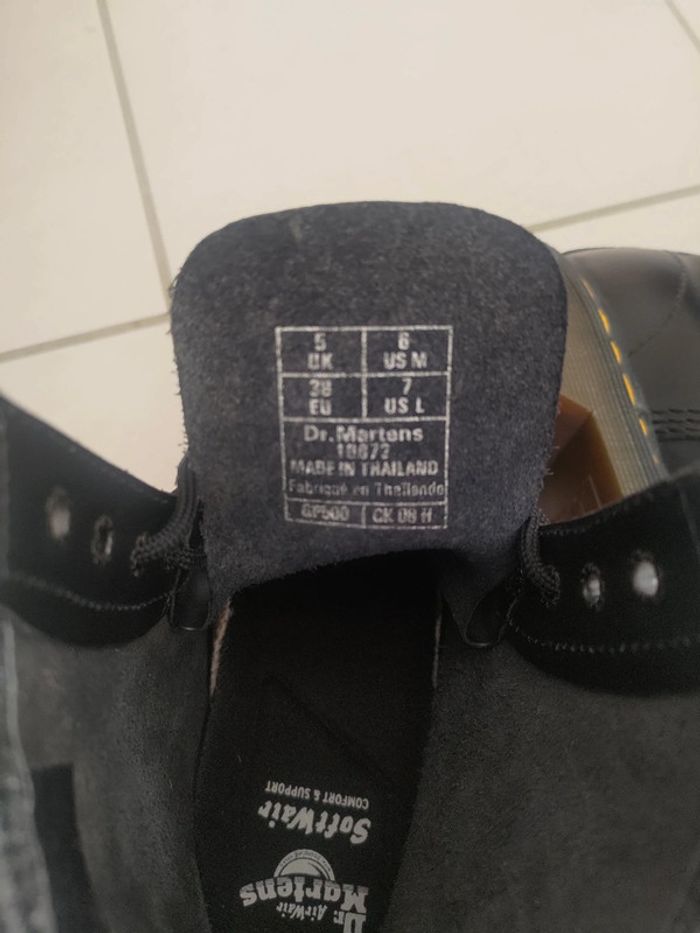 5 UK
6 US M
38 EU
7 US L
Dr.Martens
10072
MADE IN THAILAND
Fabriqué en Thaïlande
GP500
CK 08 H
COMFORT & SUPPORT
SoftWair
Dr. AirWair
Martens